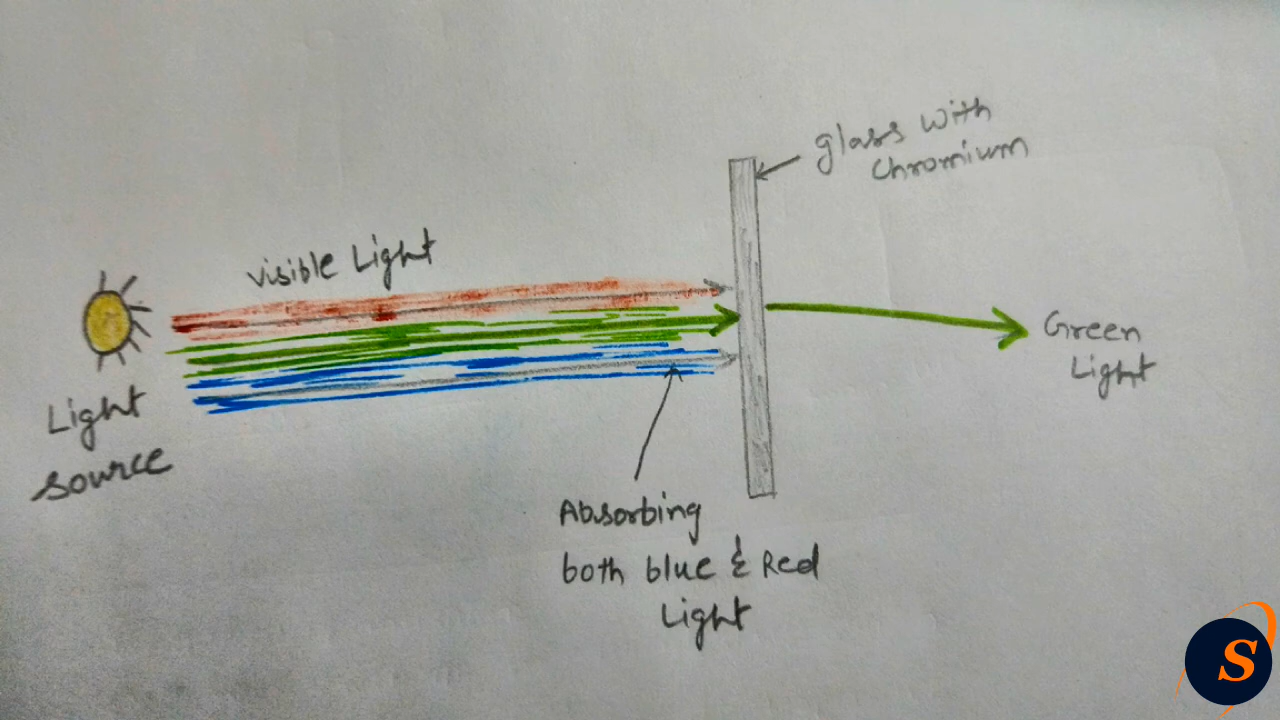 glass with
chromium
visible Light
Light
source
Green
Light
Absorbing
both blue & Red
Light
S